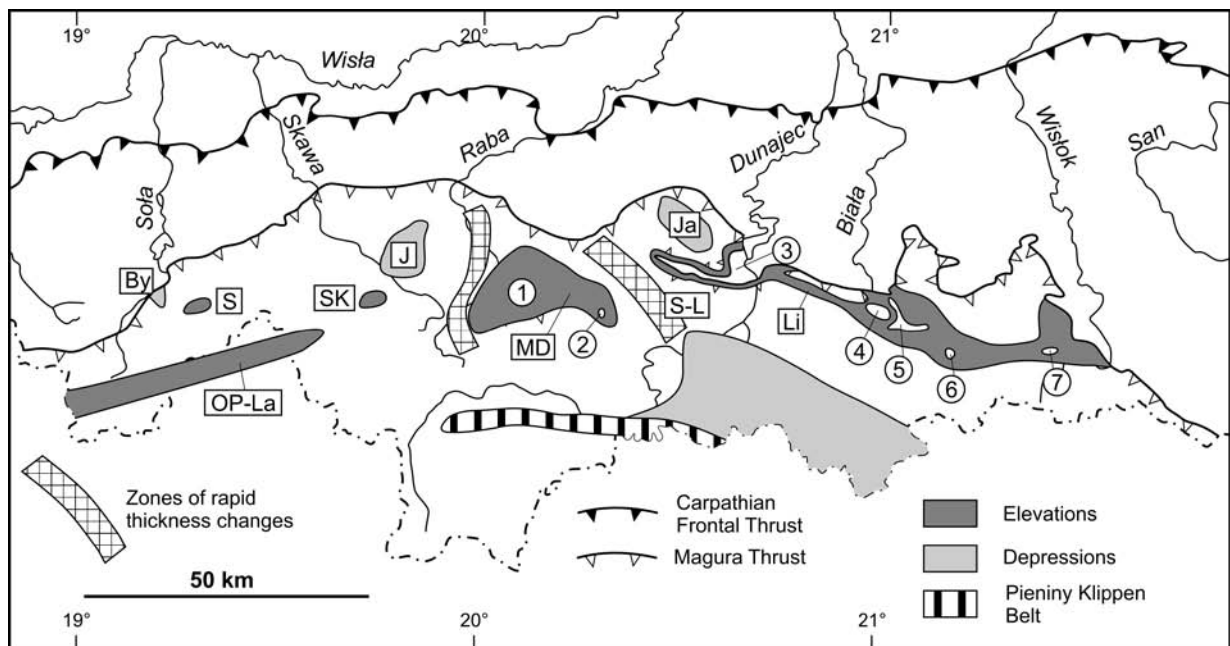 19°
20°
21°
Wisła
Skawa
Raba
Dunajec
Wisłok
San
Soła
Biała
Ja
J
3
By
S
SK
1
S-L
Li
MD
2
4
5
6
7
OP-La
Zones of rapid
thickness changes
Carpathian
Frontal Thrust
Magura Thrust
Elevations
Depressions
Pieniny Klippen
Belt
50 km
19°
20°
21°